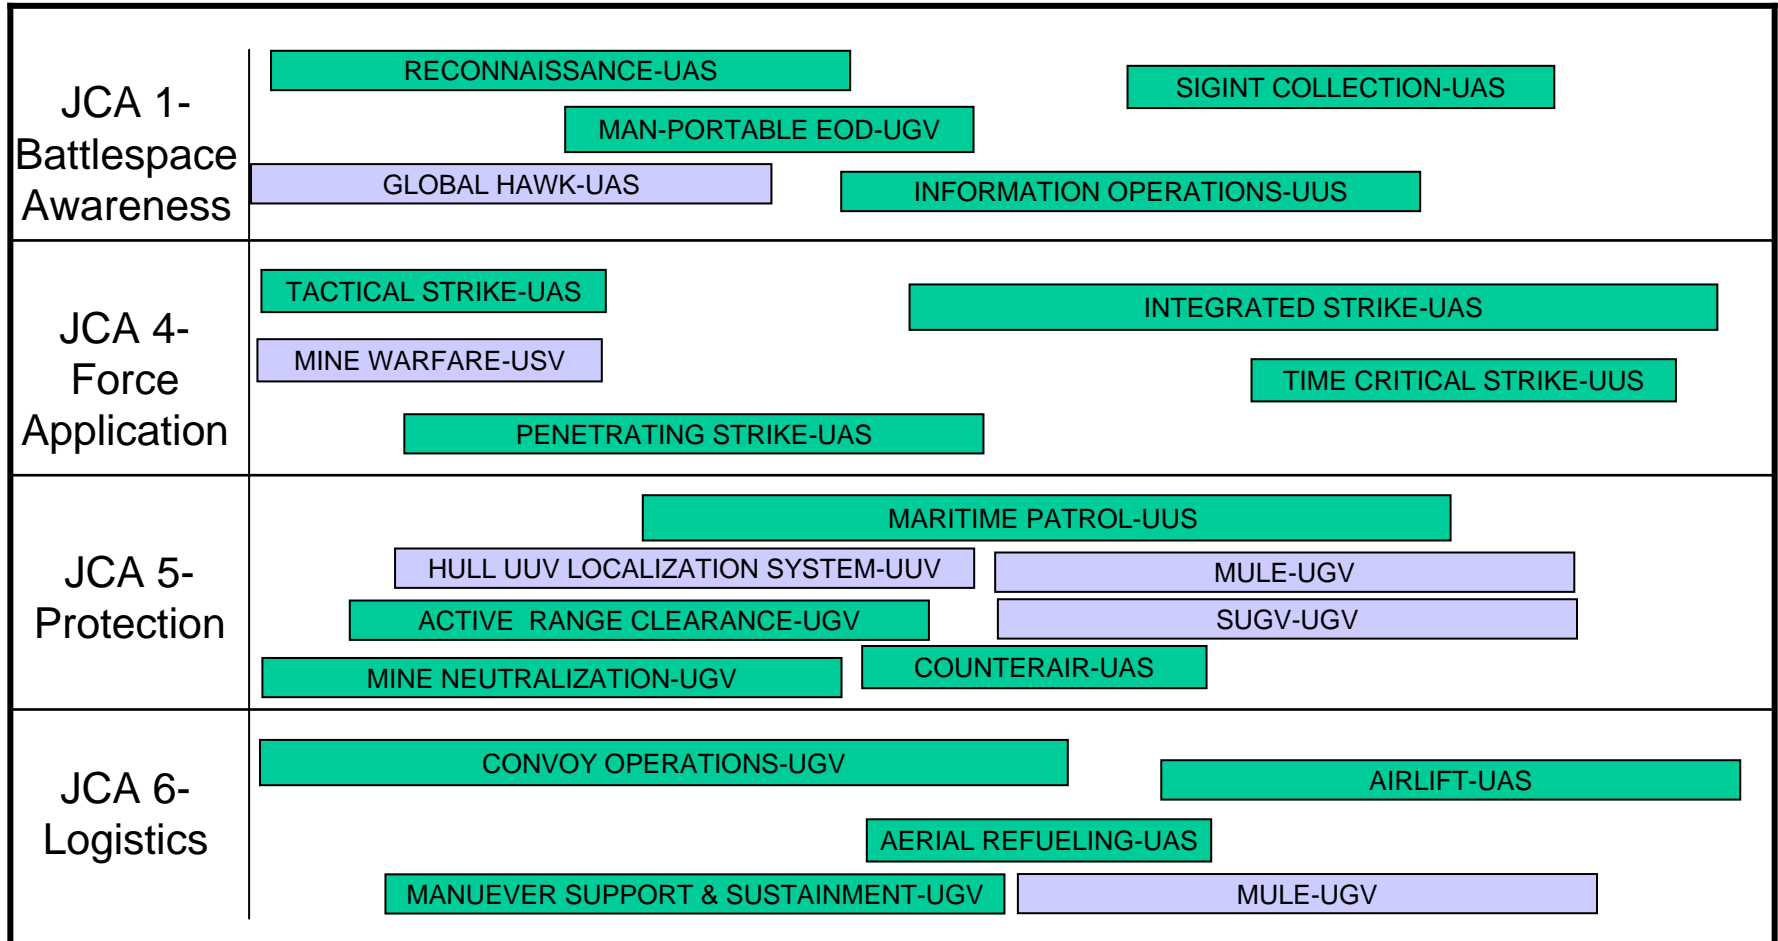 JCA 1-
Battlespace
Awareness
RECONNAISSANCE-UAS
SIGINT COLLECTION-UAS
MAN-PORTABLE EOD-UGV
GLOBAL HAWK-UAS
INFORMATION OPERATIONS-UUS
JCA 4-
Force
Application
TACTICAL STRIKE-UAS
INTEGRATED STRIKE-UAS
MINE WARFARE-USV
TIME CRITICAL STRIKE-UUS
PENETRATING STRIKE-UAS
JCA 5-
Protection
MARITIME PATROL-UUS
HULL UUV LOCALIZATION SYSTEM-UUV
MULE-UGV
ACTIVE  RANGE CLEARANCE-UGV
SUGV-UGV
COUNTERAIR-UAS
MINE NEUTRALIZATION-UGV
JCA 6-
Logistics
CONVOY OPERATIONS-UGV
AIRLIFT-UAS
AERIAL REFUELING-UAS
MANUEVER SUPPORT & SUSTAINMENT-UGV
MULE-UGV